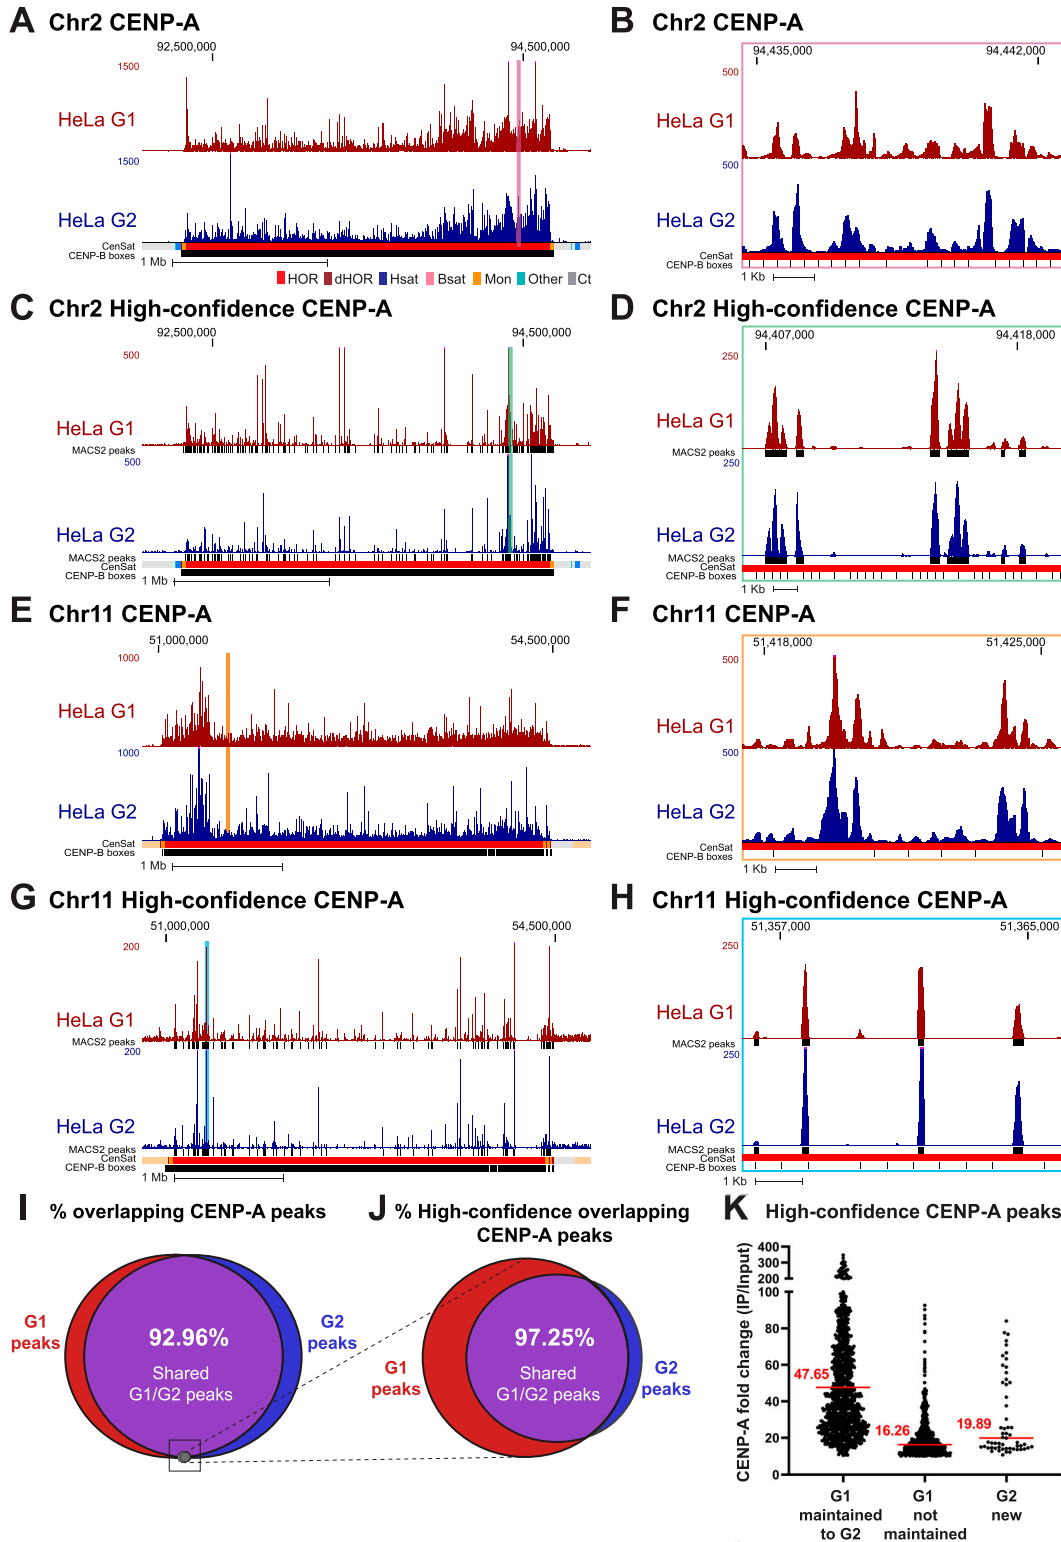 A Chr2 CENP-A
92,500,000 94,500,000
1500
HeLa G1
1500
HeLa G2
CenSat
CENP-B boxes
1 Mb
HOR dHOR Hsat Bsat Mon Other Ct
B Chr2 CENP-A
94,435,000 94,442,000
500
HeLa G1
500
HeLa G2
CenSat
CENP-B boxes
1 Kb
C Chr2 High-confidence CENP-A
92,500,000 94,500,000
500
HeLa G1
MACS2 peaks
500
HeLa G2
MACS2 peaks
CenSat
CENP-B boxes
1 Mb
D Chr2 High-confidence CENP-A
94,407,000 94,418,000
250
HeLa G1
MACS2 peaks
250
HeLa G2
MACS2 peaks
CenSat
CENP-B boxes
1 Kb
E Chr11 CENP-A
51,000,000 54,500,000
1000
HeLa G1
1000
HeLa G2
CenSat
CENP-B boxes
1 Mb
F Chr11 CENP-A
51,418,000 51,425,000
500
HeLa G1
500
HeLa G2
CenSat
CENP-B boxes
1 Kb
G Chr11 High-confidence CENP-A
51,000,000 54,500,000
200
HeLa G1
MACS2 peaks
200
HeLa G2
MACS2 peaks
CenSat
CENP-B boxes
1 Mb
H Chr11 High-confidence CENP-A
51,357,000 51,365,000
250
HeLa G1
MACS2 peaks
250
HeLa G2
MACS2 peaks
CenSat
CENP-B boxes
1 Kb
I % overlapping CENP-A peaks
G1
peaks
92.96%
Shared
G1/G2 peaks
G2
peaks
J % High-confidence overlapping
CENP-A peaks
G1
peaks
97.25%
Shared
G1/G2 peaks
G2
peaks
K High-confidence CENP-A peaks
CENP-A fold change (IP/Input)
400
300
200
100
80
60
40
20
0
47.65
16.26
19.89
G1
maintained
to G2
G1
not
maintained
G2
new